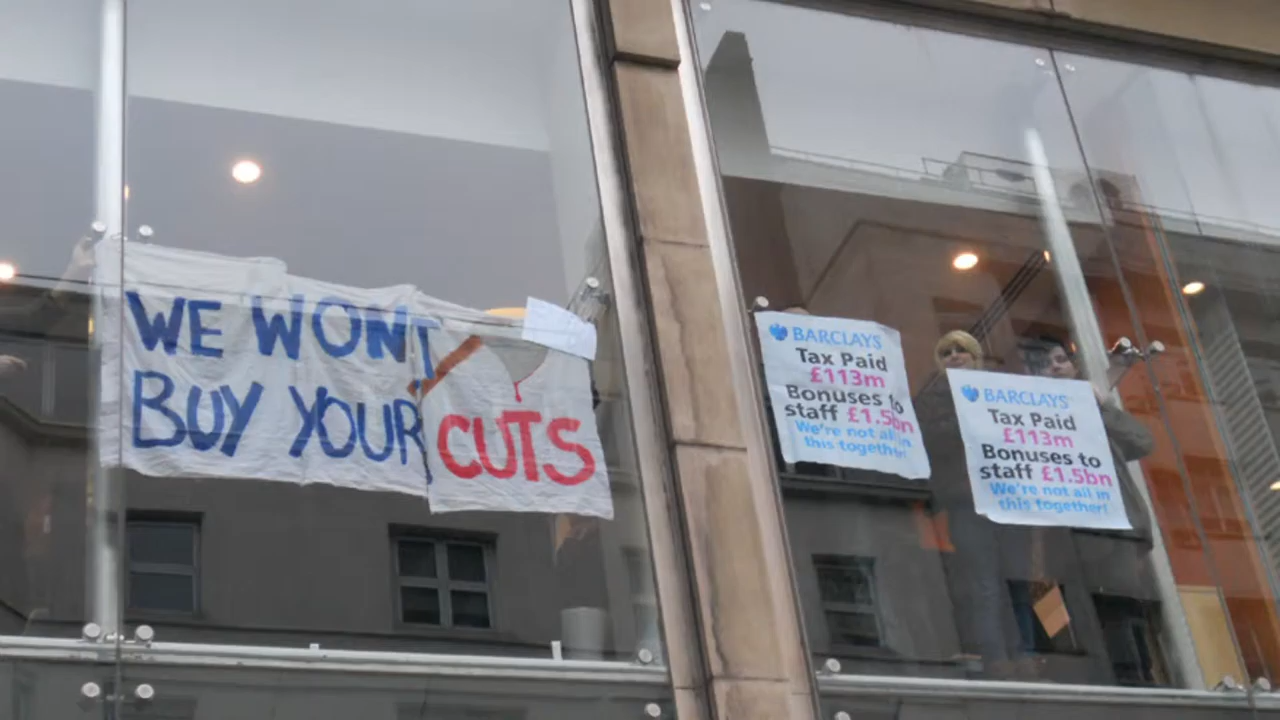 WE WONT
BUY YOUR
CUTS
BARCLAYS
Tax Paid
£113m
Bonuses to
staff £1.5bn
We're not all in
this together!
BARCLAYS
Tax Paid
£113m
Bonuses to
staff £1.5bn
We're not all in
this together!